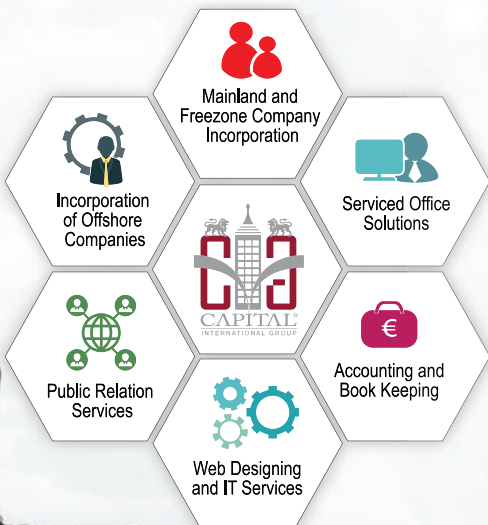 Mainland and
Freezone Company
Incorporation
Incorporation
of Offshore
Companies
Serviced Office
Solutions
CAPITAL®
INTERNATIONAL GROUP
Public Relation
Services
€
Accounting and
Book Keeping
Web Designing
and IT Services